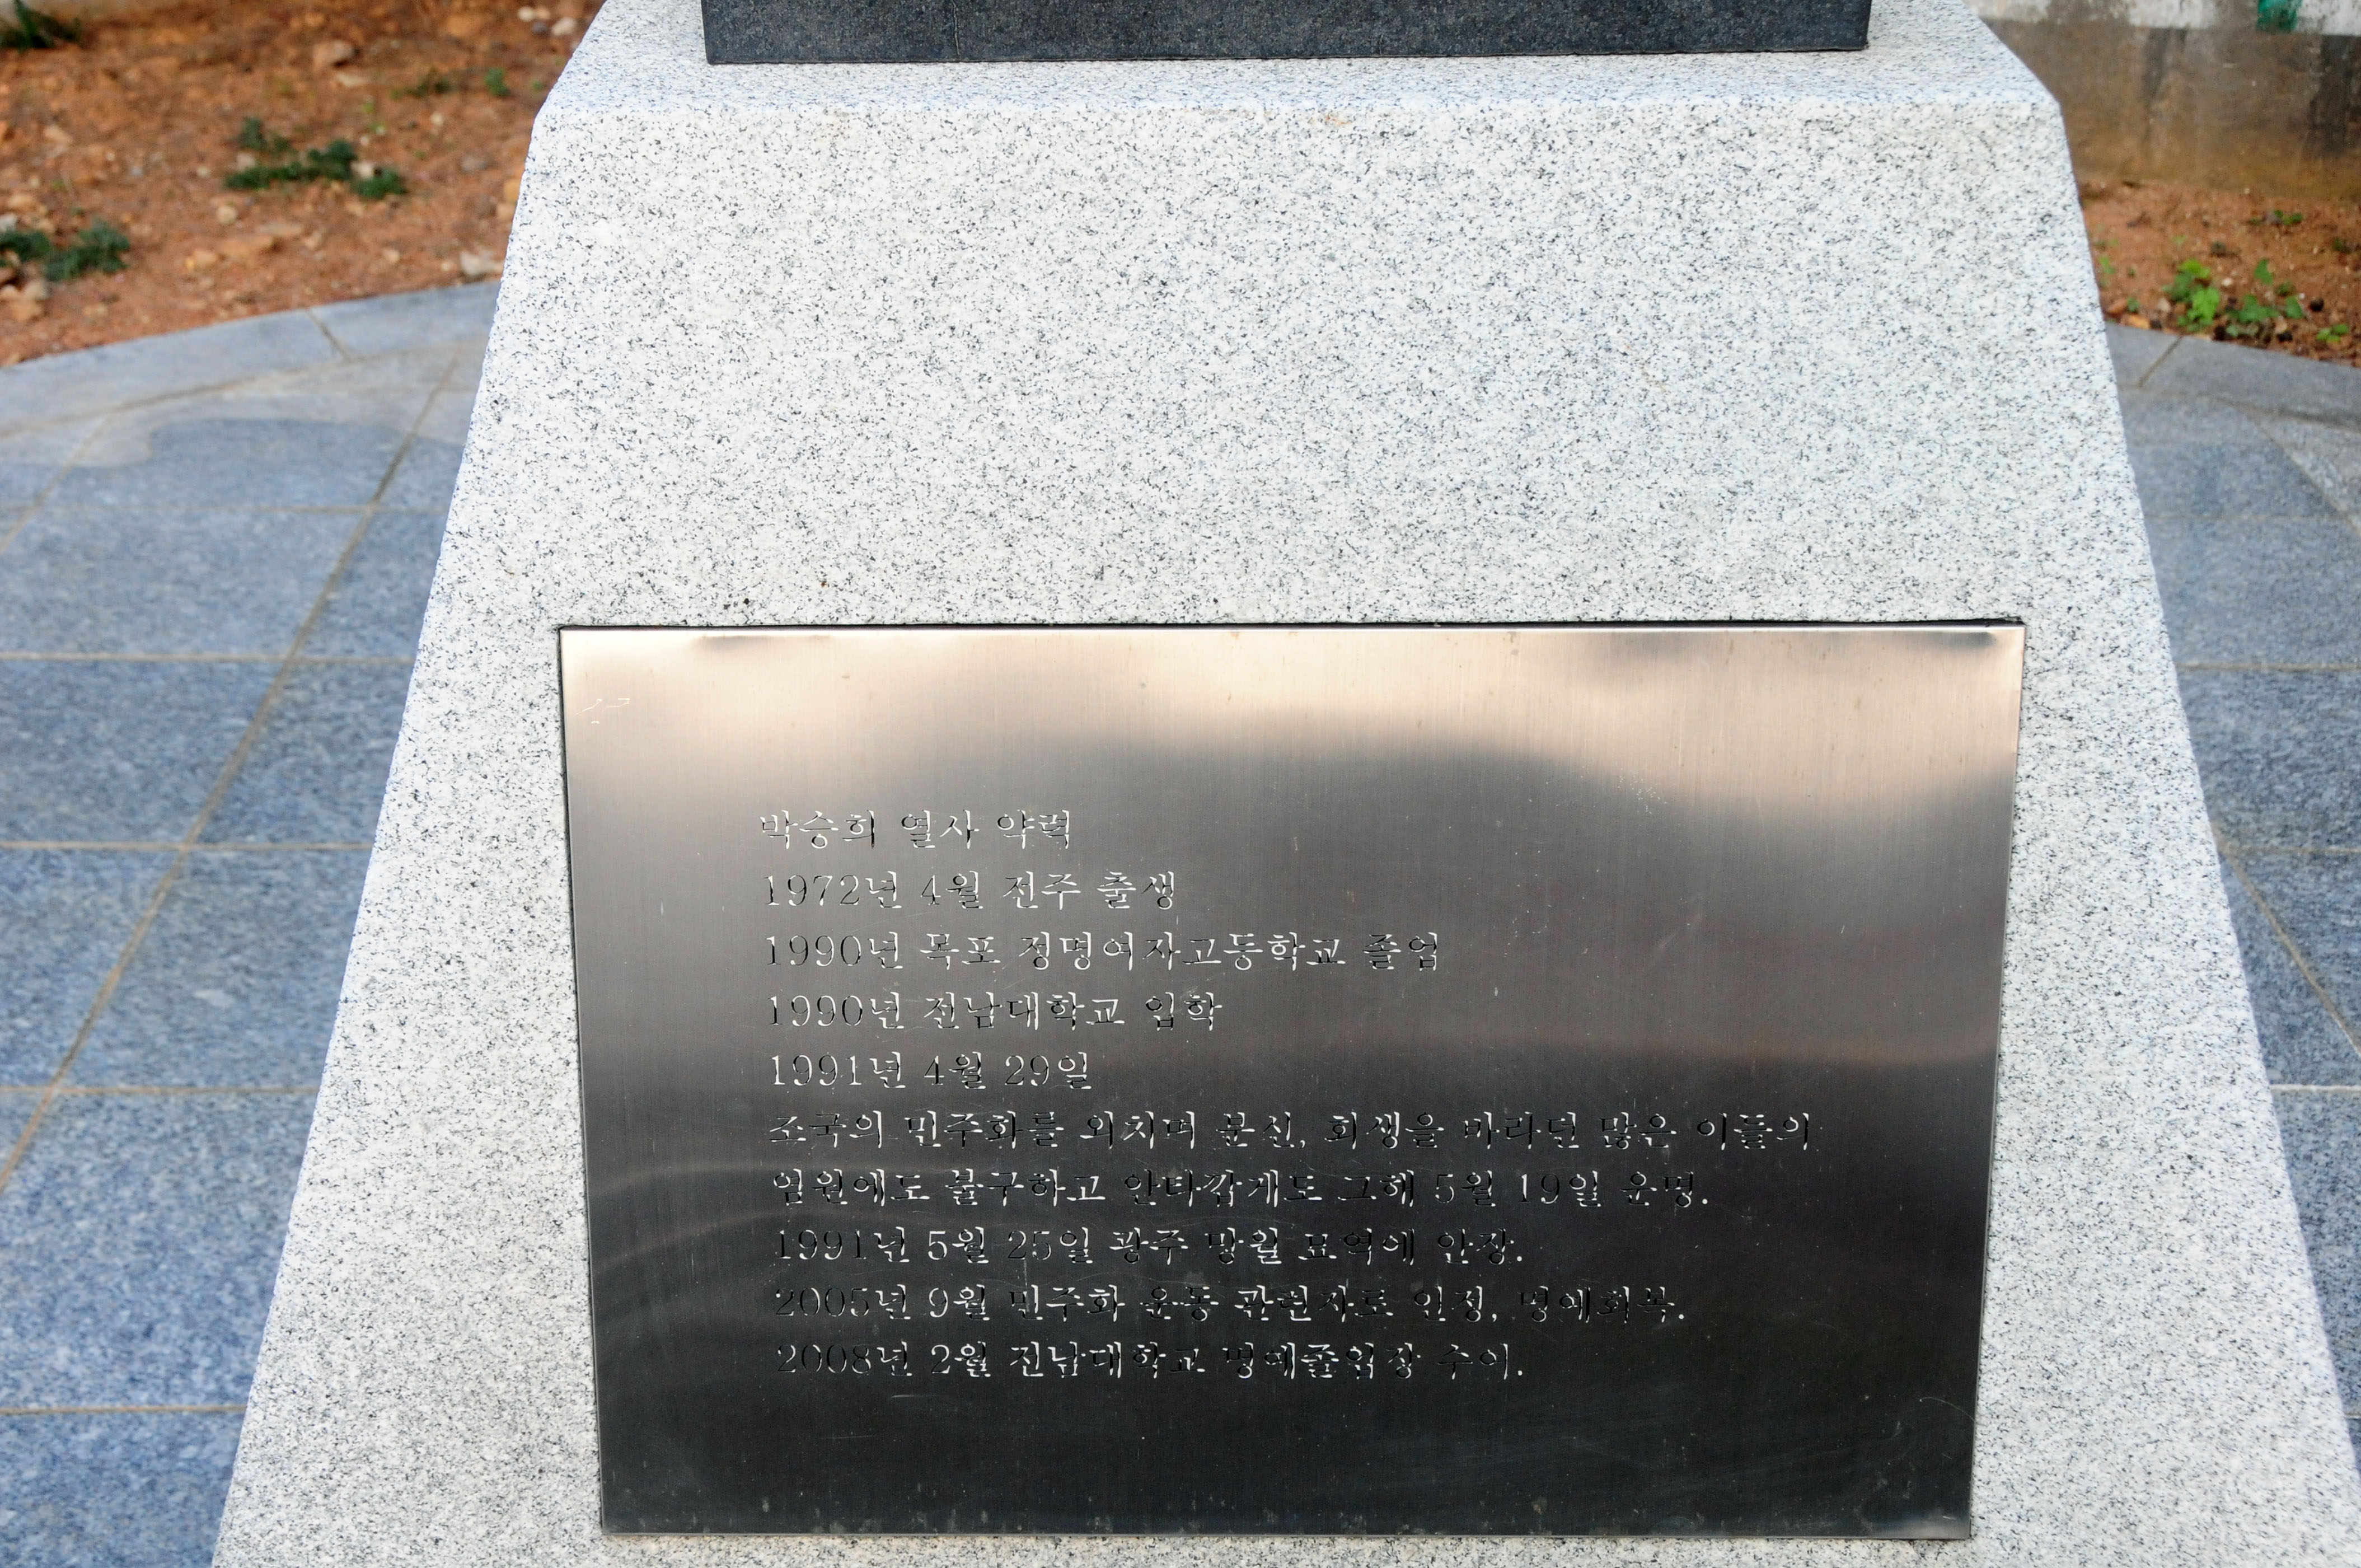 박승희 열사 약력
1972년 4월 전주 출생
1990년 목포 정명여자고등학교 졸업
1990년 전남대학교 입학
1991년 4월 29일
조국의 민주화를 외치며 분신, 회생을 바라던 많은 이들의
염원에도 불구하고 안타깝게도 그해 5월 19일 운명.
1991년 5월 25일 광주 망월 묘역에 안장.
2005년 9월 민주화 운동 관련자로 인정, 명예회복.
2008년 2월 전남대학교 명예졸업장 수여.